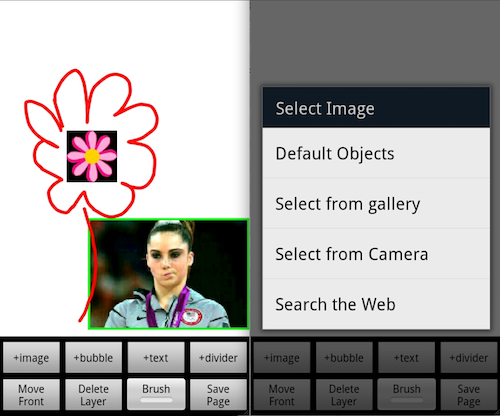 +image
+bubble
+text
+divider
Move
Front
Delete
Layer
Brush
Save
Page
Select Image
Default Objects
Select from gallery
Select from Camera
Search the Web
+image
+bubble
+text
+divider
Move
Front
Delete
Layer
Brush
Save
Page